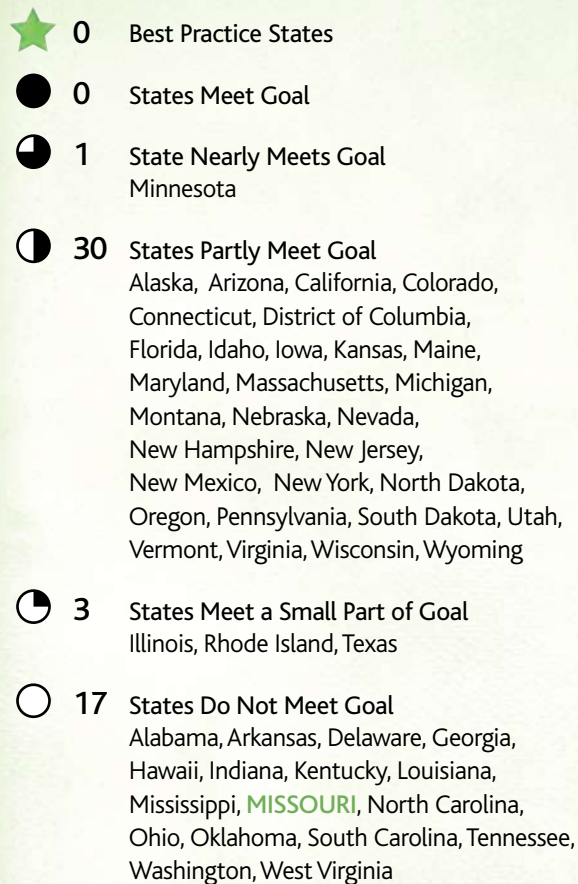 0 Best Practice States
0 States Meet Goal
1 State Nearly Meets Goal
Minnesota
30 States Partly Meet Goal
Alaska, Arizona, California, Colorado,
Connecticut, District of Columbia,
Florida, Idaho, Iowa, Kansas, Maine,
Maryland, Massachusetts, Michigan,
Montana, Nebraska, Nevada,
New Hampshire, New Jersey,
New Mexico, New York, North Dakota,
Oregon, Pennsylvania, South Dakota, Utah,
Vermont, Virginia, Wisconsin, Wyoming
3 States Meet a Small Part of Goal
Illinois, Rhode Island, Texas
17 States Do Not Meet Goal
Alabama, Arkansas, Delaware, Georgia,
Hawaii, Indiana, Kentucky, Louisiana,
Mississippi, MISSOURI, North Carolina,
Ohio, Oklahoma, South Carolina, Tennessee,
Washington, West Virginia